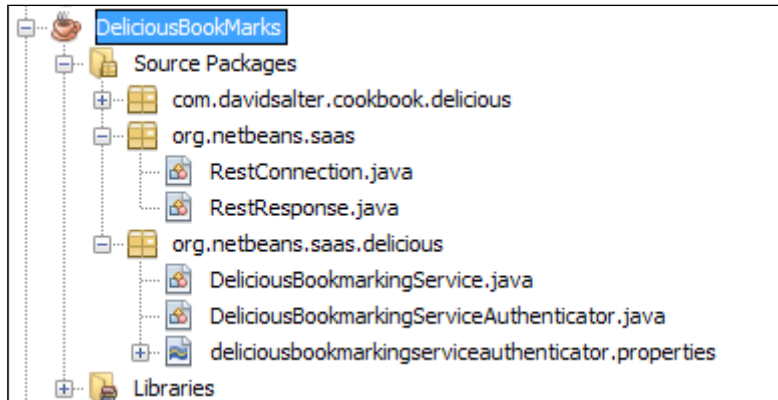 DeliciousBookMarks
Source Packages
com.davidsalter.cookbook.delicious
org.netbeans.saas
RestConnection.java
RestResponse.java
org.netbeans.saas.delicious
DeliciousBookmarkingService.java
DeliciousBookmarkingServiceAuthenticator.java
deliciousbookmarkingserviceauthenticator.properties
Libraries